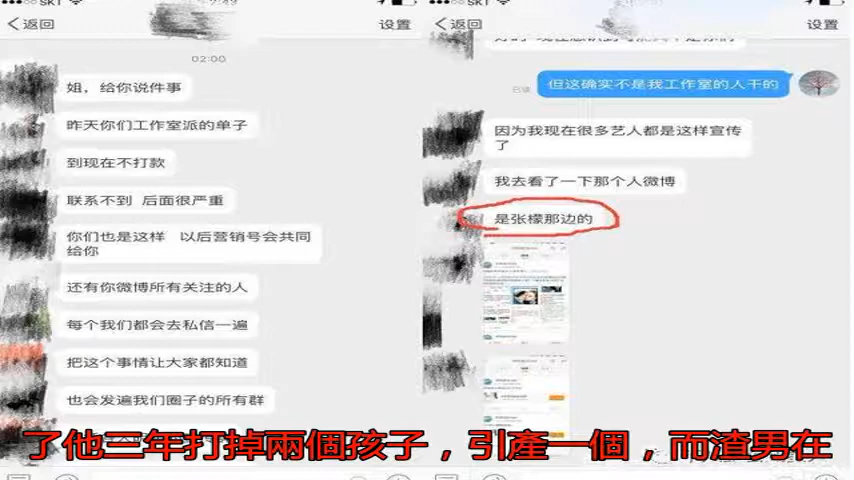 返回
设置
02:00
姐，给你说件事
昨天你们工作室派的单子
到现在不打款
联系不到 后面很严重
你们也是这样 以后营销号会共同
给你
还有你微博所有关注的人
每个我们都会去私信一遍
把这个事情让大家都知道
也会发遍我们圈子的所有群
返回
设置
已读
但这确实不是我工作室的人干的
因为我现在很多艺人都是这样宣传
了
我去看了一下那个人微博
是张檬那边的
了他三年打掉兩個孩子，引產一個，而渣男在